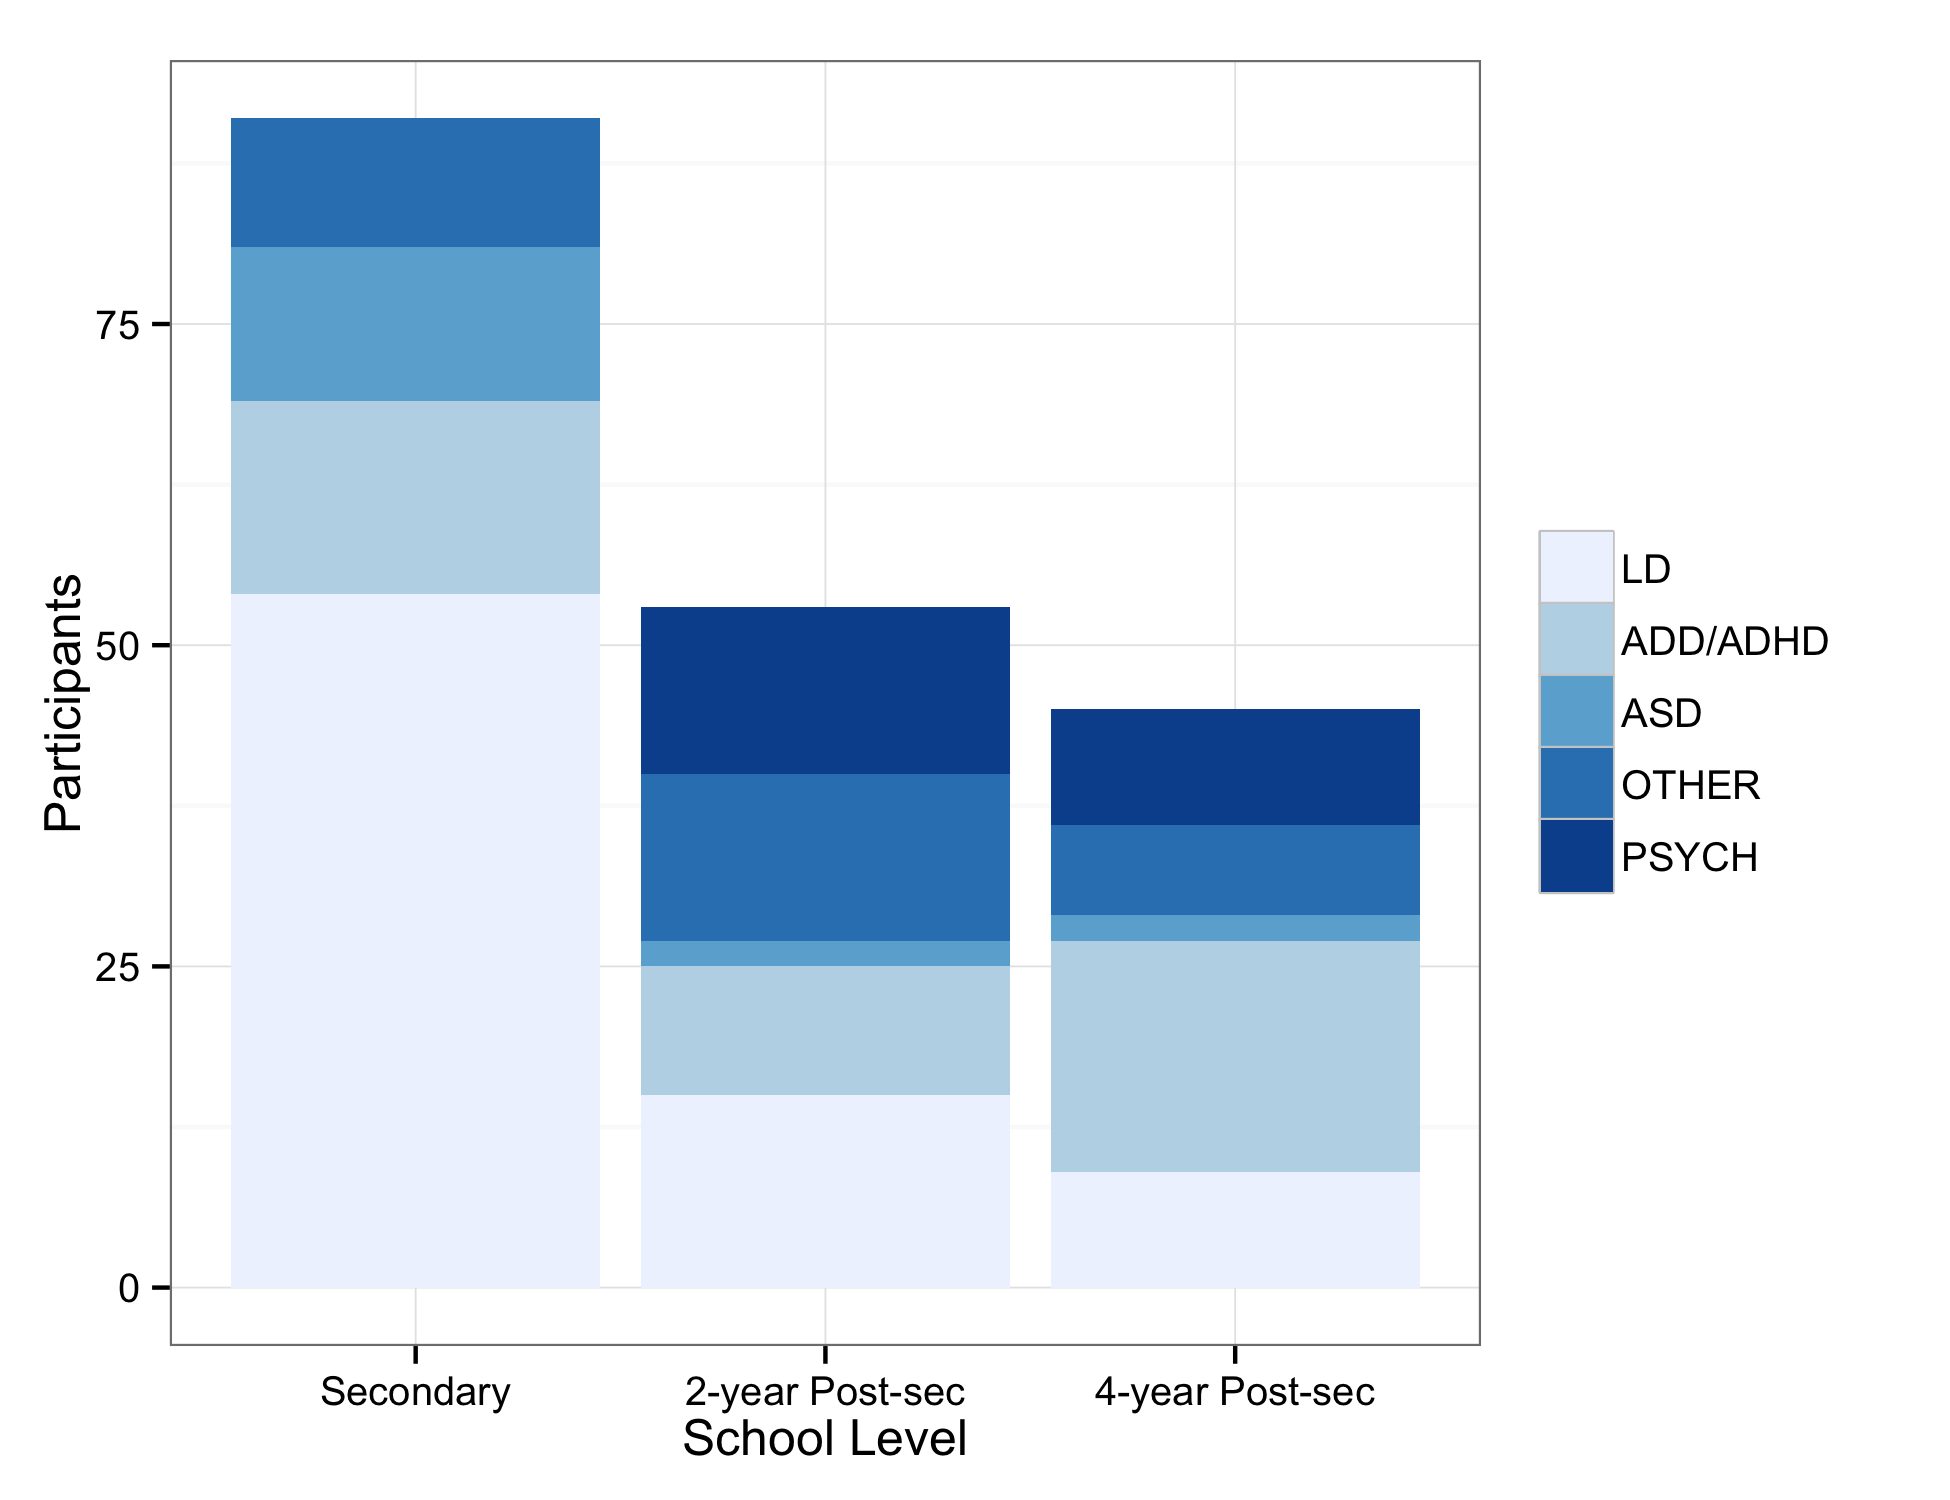 Participants
75
50
25
0
Secondary
2-year Post-sec
4-year Post-sec
School Level
LD
ADD/ADHD
ASD
OTHER
PSYCH